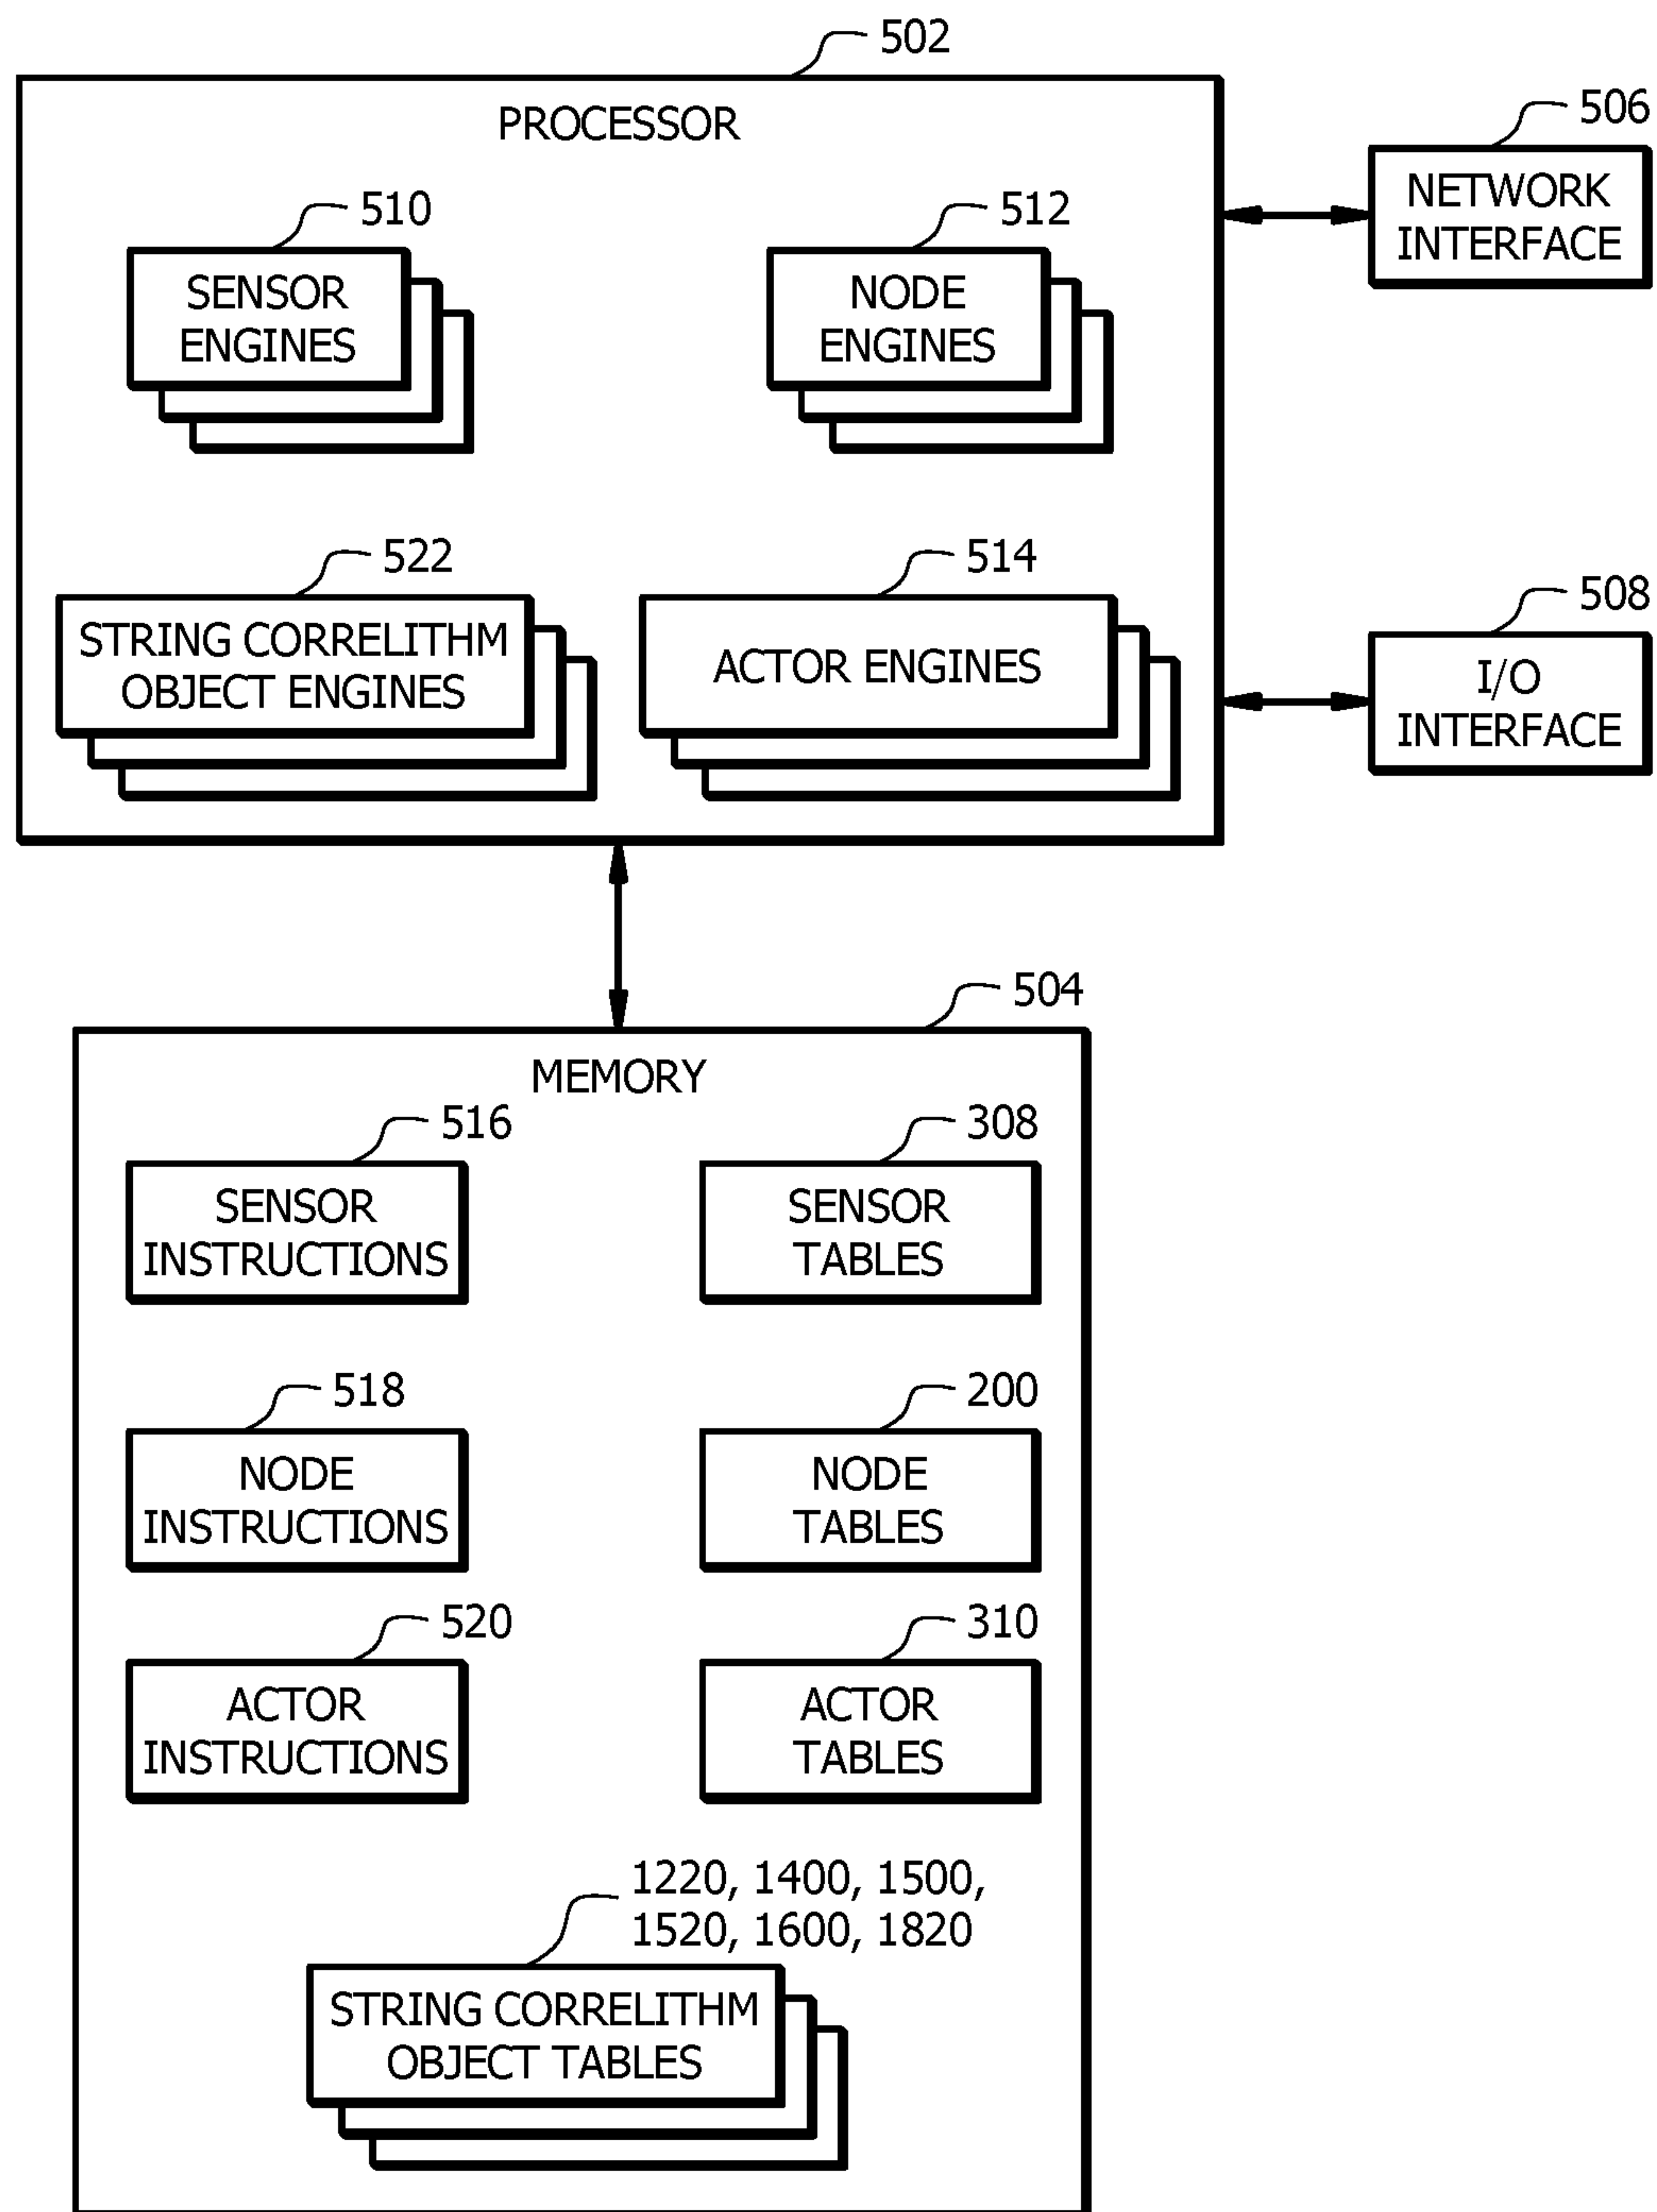 502
PROCESSOR
506
NETWORK
INTERFACE
510
SENSOR
ENGINES
512
NODE
ENGINES
522
STRING CORRELITHM
OBJECT ENGINES
514
ACTOR ENGINES
508
I/O
INTERFACE
504
MEMORY
516
SENSOR
INSTRUCTIONS
308
SENSOR
TABLES
518
NODE
INSTRUCTIONS
200
NODE
TABLES
520
ACTOR
INSTRUCTIONS
310
ACTOR
TABLES
1220, 1400, 1500,
1520, 1600, 1820
STRING CORRELITHM
OBJECT TABLES